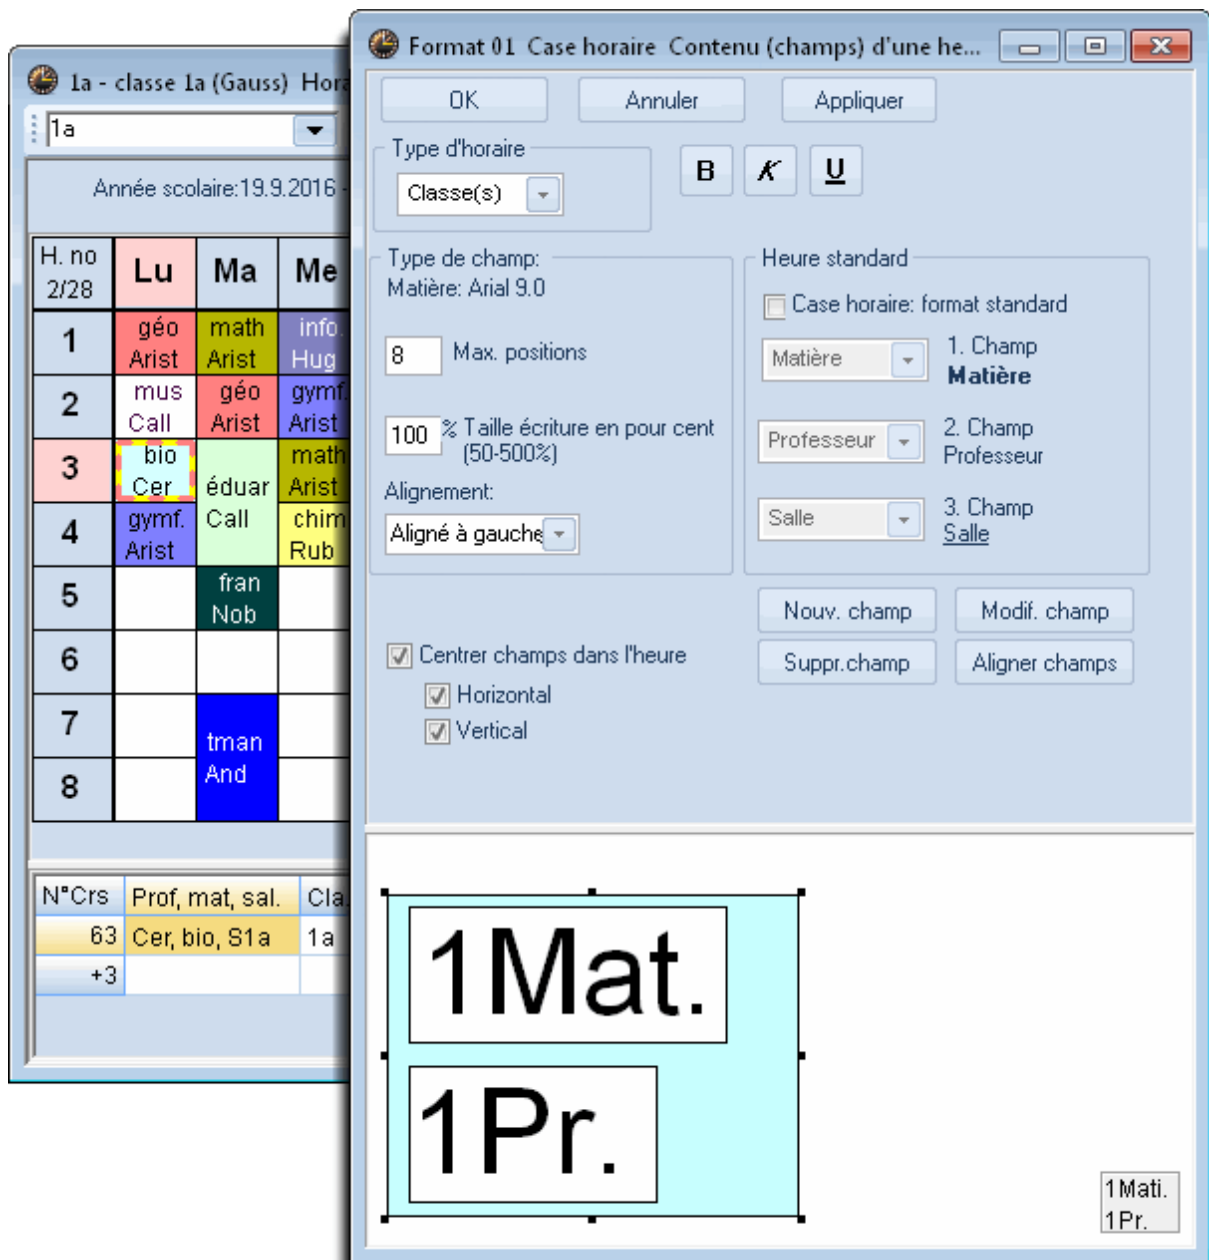 1a - classe 1a (Gauss) Hora
1a
Année scolaire:19.9.2016 -
H. no
2/28
Lu
Ma
Me
1
géo
Arist
math
Arist
info.
Hug
2
mus
Call
géo
Arist
gymf.
Arist
3
bio
Cer
éduar
Call
math
Arist
4
gymf.
Arist
chim
Rub
5
fran
Nob
6
7
tman
And
8
N°Crs
Prof, mat, sal.
Cla.
63
Cer, bio, S1a
1a
+3
Format 01 Case horaire Contenu (champs) d'une he...
OK
Annuler
Appliquer
Type d'horaire
Classe(s)
B
K
U
Type de champ:
Matière: Arial 9.0
8
Max. positions
100
% Taille écriture en pour cent
(50-500%)
Alignement:
Aligné à gauche
Heure standard
Case horaire: format standard
Matière
1. Champ
Matière
Professeur
2. Champ
Professeur
Salle
3. Champ
Salle
Nouv. champ
Modif. champ
Suppr.champ
Aligner champs
Centrer champs dans l'heure
Horizontal
Vertical
1Mat.
1Pr.
1Mati.
1Pr.